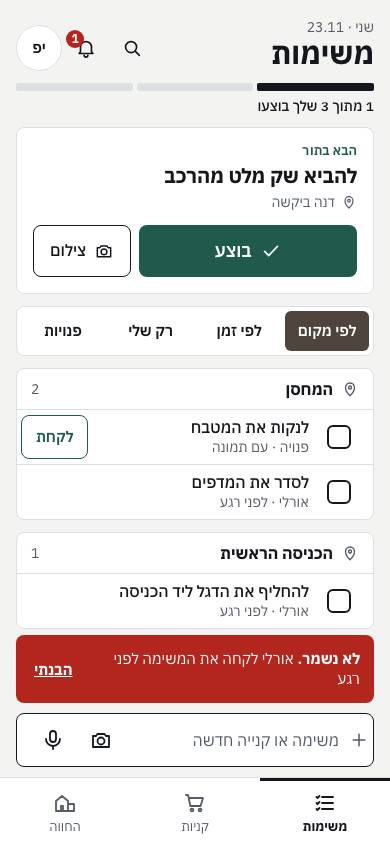 שני · 23.11
משימות
1
יפ
1 מתוך 3 שלך בוצעו
הבא בתור
להביא שק מלט מהרכב
דנה ביקשה
בוצע
צילום
לפי מקום
לפי זמן
רק שלי
פנויות
המחסן
2
לנקות את המטבח
פנויה · עם תמונה
לקחת
לסדר את המדפים
אורלי · לפני רגע
הכניסה הראשית
1
להחליף את הדגל ליד הכניסה
אורלי · לפני רגע
לא נשמר. אורלי לקחה את המשימה לפני
רגע
הבנתי
משימה או קנייה חדשה
משימות
קניות
החווה